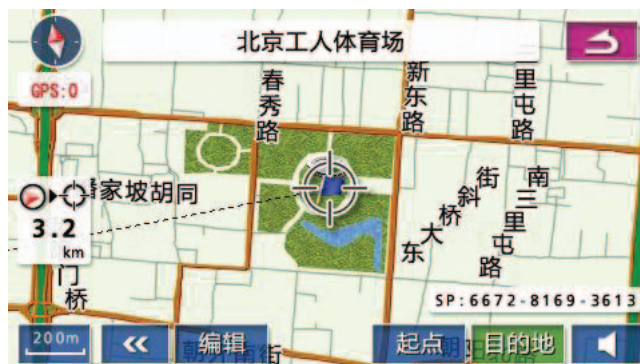 北京工人体育场
GPS:0
春秀路
新东路
三里屯路
家坡胡同
3.2
km
东大桥斜街
南三里屯路
门桥
SP:6672-8169-3613
200m
编辑
起点
目的地